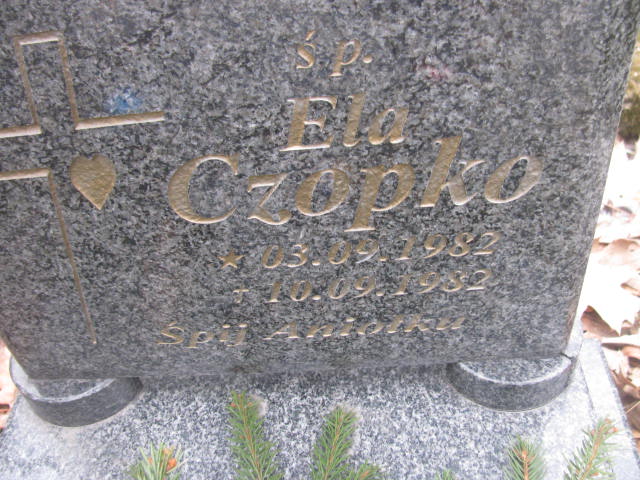 ś p.
Ela
Czopko
★ 03.09.1982
† 10.09.1982
Śpij Aniołku